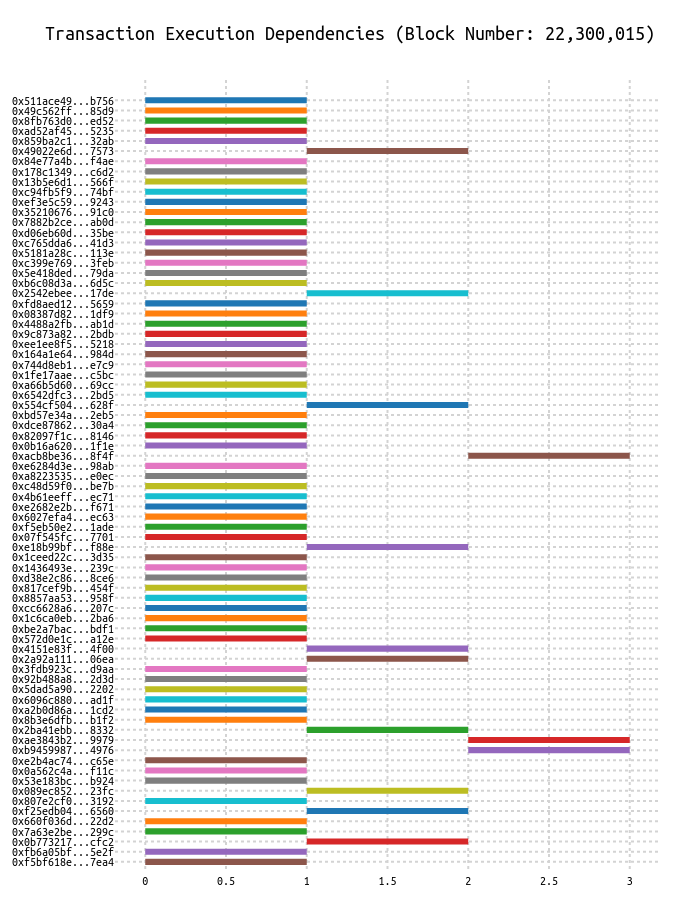 Transaction Execution Dependencies (Block Number: 22,300,015)
0x511ace49...b756
0x49c562ff...85d9
0x8fb763d0...ed52
0xad52af45...5235
0x859ba2c1...32ab
0x49022e6d...7573
0x84e77a4b...f4ae
0x178c1349...c6d2
0x13b5e6d1...566f
0xc94fb5f9...74bf
0xef3e5c59...9243
0x35210676...91c0
0x7882b2ce...ab0d
0xd06eb60d...35be
0xc765dda6...41d3
0x5181a28c...113e
0xc399e769...3feb
0x5e418ded...79da
0xb6c08d3a...6d5c
0x2542ebee...17de
0xfd8aed12...5659
0x08387d82...1df9
0x4488a2fb...ab1d
0x9c873a82...2bdb
0xee1ee8f5...5218
0x164a1e64...984d
0x744d8eb1...e7c9
0x1fe17aae...c5bc
0xa66b5d60...69cc
0x6542dfc3...2bd5
0x554cf504...628f
0xbd57e34a...2eb5
0xdce87862...30a4
0x82097f1c...8146
0x0b16a620...1f1e
0xacb8be36...8f4f
0xe6284d3e...98ab
0xa8223535...e0ec
0xc48d59f0...be7b
0x4b61eeff...ec71
0xe2682e2b...f671
0x6027efa4...ec63
0xf5eb50e2...1ade
0x07f545fc...7701
0xe18b99bf...f88e
0x1ceed22c...3d35
0x1436493e...239c
0xd38e2c86...8ce6
0x817cef9b...454f
0x8857aa53...958f
0xcc6628a6...207c
0x1c6ca0eb...2ba6
0xbe2a7bac...bdf1
0x572d0e1c...a12e
0x4151e83f...4f00
0x2a92a111...06ea
0x3fdb923c...d9aa
0x92b488a8...2d3d
0x5dad5a90...2202
0x6096c880...ad1f
0xa2b0d86a...1cd2
0x8b3e6dfb...b1f2
0x2ba41ebb...8332
0xae3843b2...9979
0xb9459987...4976
0xe2b4ac74...c65e
0x0a562c4a...f11c
0x53e183bc...b924
0x089ec852...23fc
0x807e2cf0...3192
0xf25edb04...6560
0x660f036d...22d2
0x7a63e2be...299c
0x0b773217...cfc2
0xfb6a05bf...5e2f
0xf5bf618e...7ea4
0 0.5 1 1.5 2 2.5 3